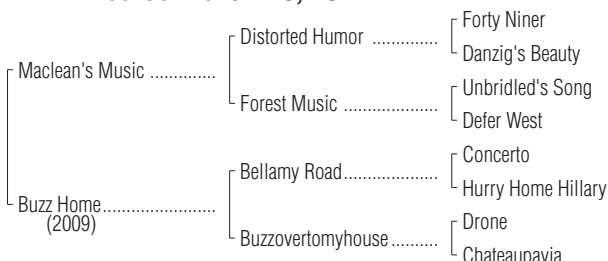 Forty Niner
Distorted Humor .............
Danzig's Beauty
Maclean's Music .............
Unbridled's Song
Forest Music ...................
Defer West
Concerto
Bellamy Road...................
Hurry Home Hillary
Buzz Home.......................
(2009)
Drone
Buzzovertomyhouse ..........
Chateaupavia